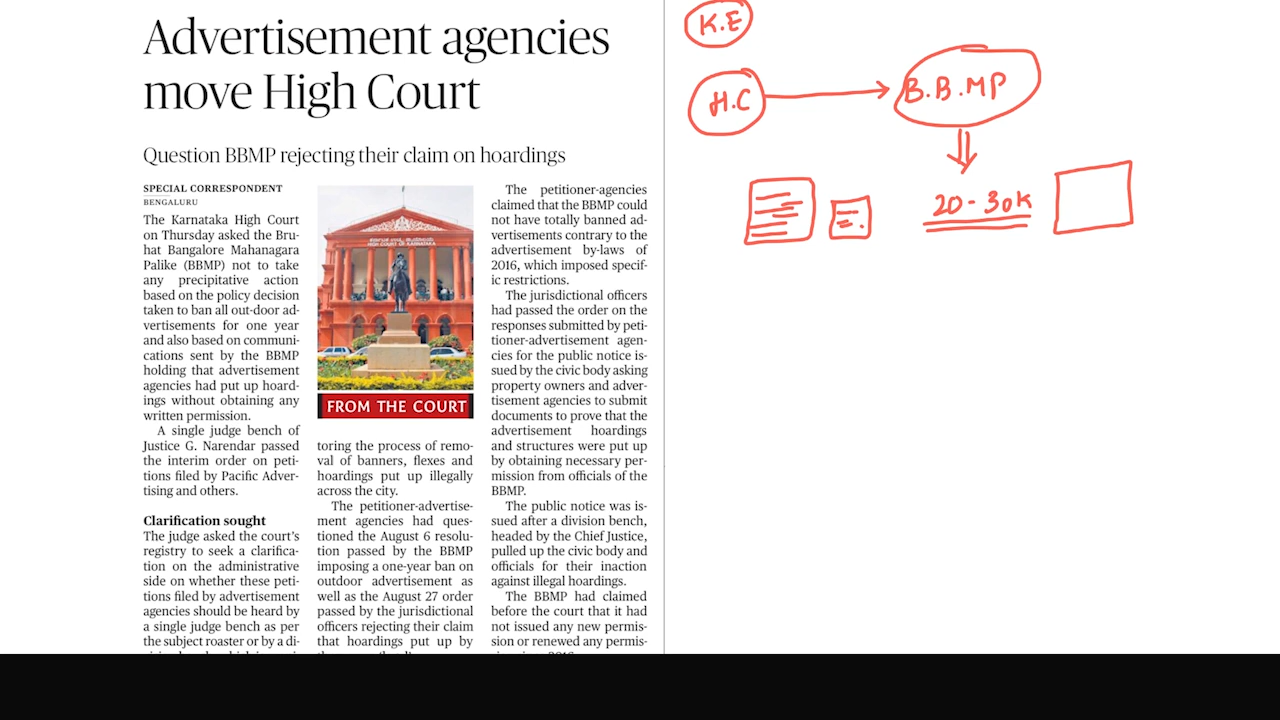 Advertisement agencies
move High Court
Question BBMP rejecting their claim on hoardings
SPECIAL CORRESPONDENT
BENGALURU
The Karnataka High Court
on Thursday asked the Bru-
hat Bangalore Mahanagara
Palike (BBMP) not to take
any precipitative action
based on the policy decision
taken to ban all out-door ad-
vertisements for one year
and also based on communi-
cations sent by the BBMP
holding that advertisement
agencies had put up hoard-
ings without obtaining any
written permission.
A single judge bench of
Justice G. Narendar passed
the interim order on peti-
tions filed by Pacific Adver-
tising and others.
Clarification sought
The judge asked the court's
registry to seek a clarifica-
tion on the administrative
side on whether these peti-
tions filed by advertisement
agencies should be heard by
a single judge bench as per
the subject roaster or by a di-
FROM THE COURT
toring the process of remo-
val of banners, flexes and
hoardings put up illegally
across the city.
The petitioner-advertise-
ment agencies had ques-
tioned the August 6 resolu-
tion passed by the BBMP
imposing a one-year ban on
outdoor advertisement as
well as the August 27 order
passed by the jurisdictional
officers rejecting their claim
that hoardings put up by
The petitioner-agencies
claimed that the BBMP could
not have totally banned ad-
vertisements contrary to the
advertisement by-laws of
2016, which imposed specif-
ic restrictions.
The jurisdictional officers
had passed the order on the
responses submitted by peti-
tioner-advertisement agen-
cies for the public notice is-
sued by the civic body asking
property owners and adver-
tisement agencies to submit
documents to prove that the
advertisement hoardings
and structures were put up
by obtaining necessary per-
mission from officials of the
BBMP.
The public notice was is-
sued after a division bench,
headed by the Chief Justice,
pulled up the civic body and
officials for their inaction
against illegal hoardings.
The BBMP had claimed
before the court that it had
not issued any new permis-
sion or renewed any permis-
K.E
H.C
B.B.MP
20-30K